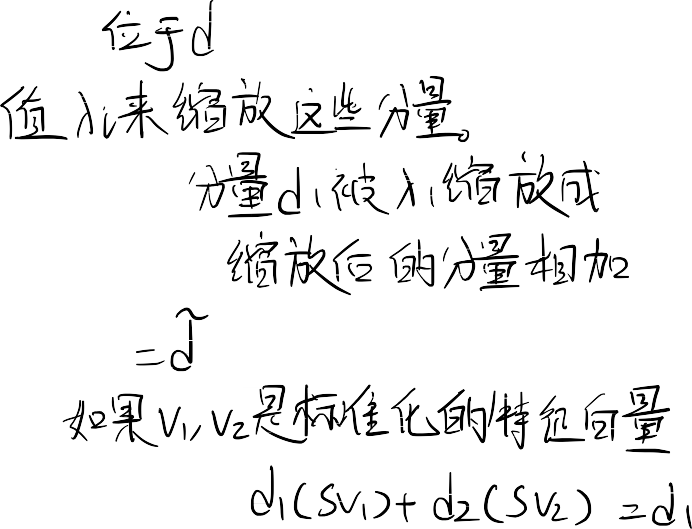 位于d
值λi来缩放这些分量。
分量d1被λ1缩放成
缩放后的分量相加
=d̃
如果V1,V2是标准化的特征向量
d1(SV1)+d2(SV2)=d1